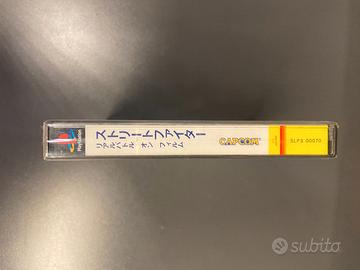 PlayStation
ストリートファイター
リアルバトル オン フィルム
CAPCOM
SLPS 00070
subito